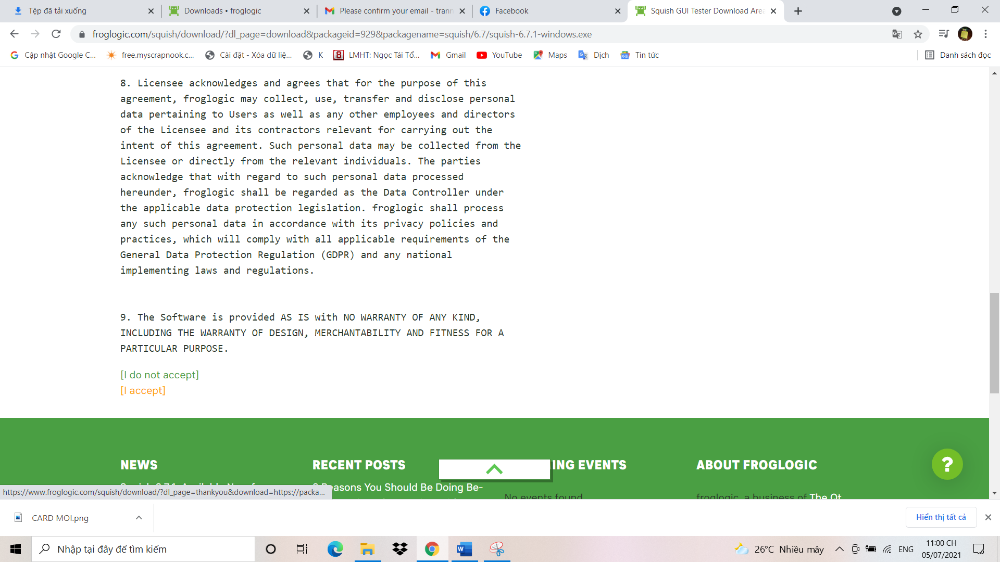 Tệp đã tải xuống
Downloads • froglogic
Please confirm your email - trann
Facebook
Squish GUI Tester Download Area
froglogic.com/squish/download/?dl_page=download&packageid=929&packagename=squish/6.7/squish-6.7.1-windows.exe
Cập nhật Google C...
free.myscrapnook.c...
Cài đặt - Xóa dữ liệ...
K
LMHT: Ngọc Tái Tổ...
Gmail
YouTube
Maps
Dịch
Tin tức
Danh sách đọc
8. Licensee acknowledges and agrees that for the purpose of this
agreement, froglogic may collect, use, transfer and disclose personal
data pertaining to Users as well as any other employees and directors
of the Licensee and its contractors relevant for carrying out the
intent of this agreement. Such personal data may be collected from the
Licensee or directly from the relevant individuals. The parties
acknowledge that with regard to such personal data processed
hereunder, froglogic shall be regarded as the Data Controller under
the applicable data protection legislation. froglogic shall process
any such personal data in accordance with its privacy policies and
practices, which will comply with all applicable requirements of the
General Data Protection Regulation (GDPR) and any national
implementing laws and regulations.
9. The Software is provided AS IS with NO WARRANTY OF ANY KIND,
INCLUDING THE WARRANTY OF DESIGN, MERCHANTABILITY AND FITNESS FOR A
PARTICULAR PURPOSE.
[I do not accept]
[I accept]
NEWS
RECENT POSTS
ING EVENTS
ABOUT FROGLOGIC
?
Reasons You Should Be Doing Be-
No events found
froglogic, a business of The Qt
https://www.froglogic.com/squish/download/?dl_page=thankyou&download=https://packa...
CARD MOI.png
Hiển thị tất cả
Nhập tại đây để tìm kiếm
26°C Nhiều mây
ENG
11:00 CH
05/07/2021